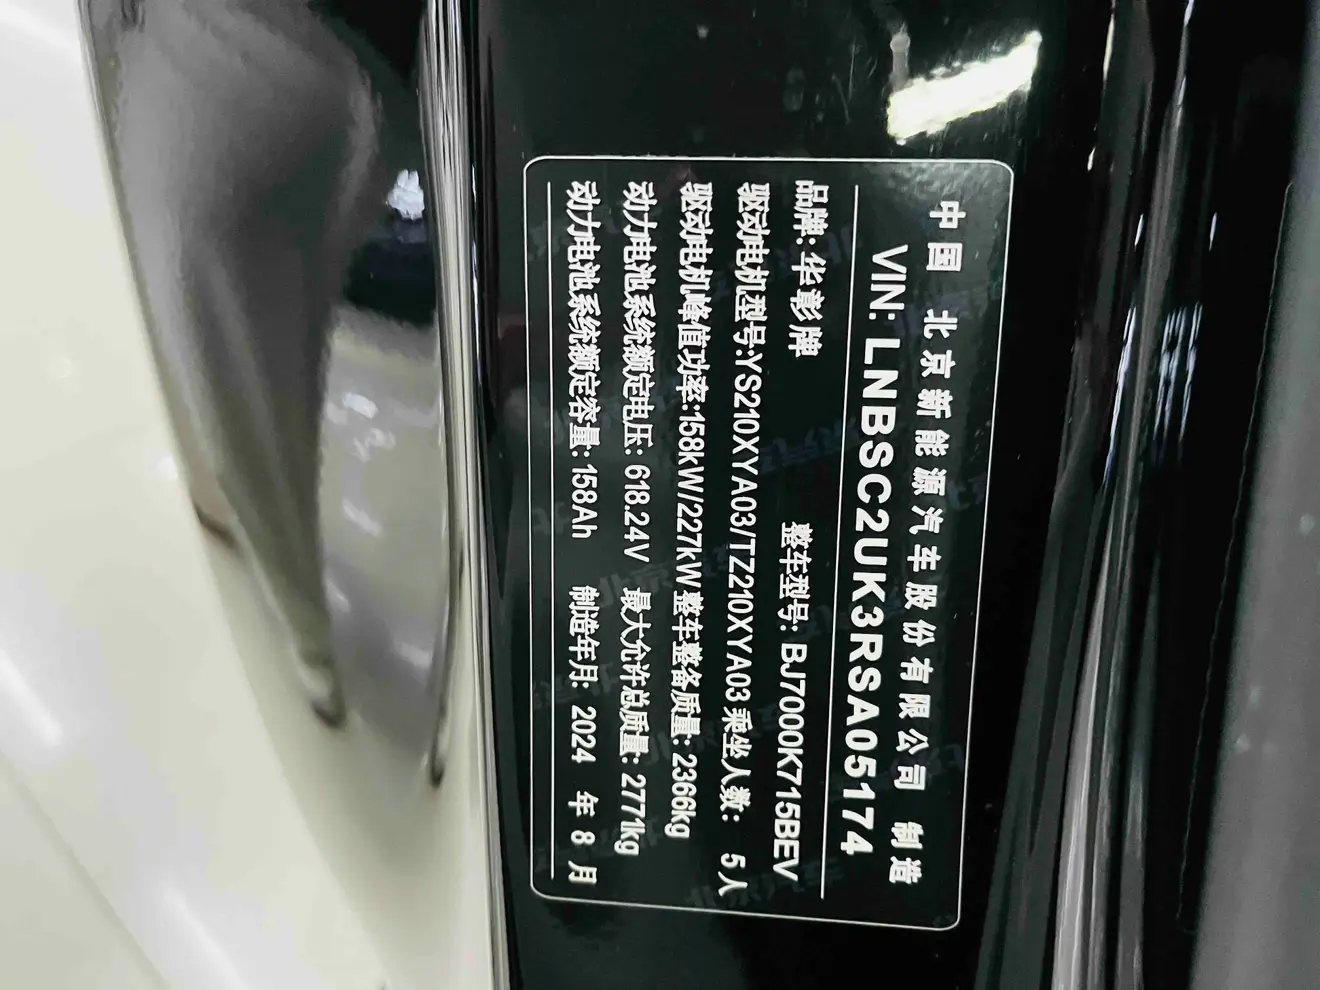 中国 北京新能源汽车股份有限公司 制造
VIN: LNBSC2UK3RSA05174
品牌: 华彰牌 整车型号: BJ7000K715BEV
驱动电机型号:YS210XYA03/TZ210XYA03 乘坐人数: 5人
驱动电机峰值功率:158kW/227kW 整车整备质量: 2366kg
动力电池系统额定电压: 618.24V 最大允许总质量: 2771kg
动力电池系统额定容量: 158Ah 制造年月: 2024 年 8 月